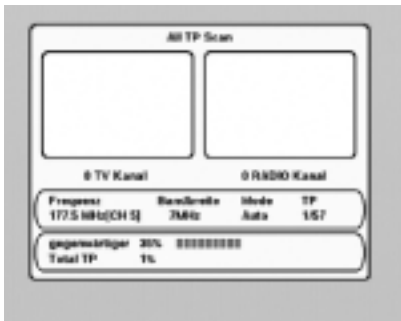 All TP Scan
0 TV Kanal 0 RADIO Kanal
Frequenz Bandbreite Mode TP
177.5 MHz(CH 5) 7MHz Auto 1/57
gegenwärtiger 35%
Total TP 1%